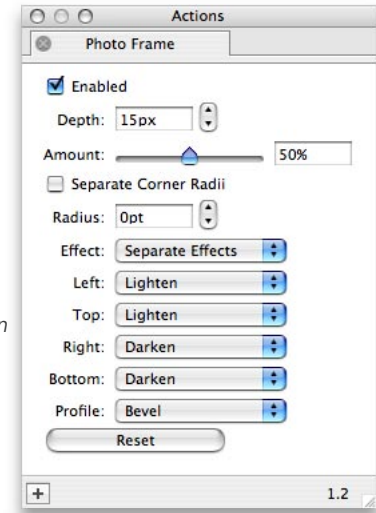 Actions
Photo Frame
Enabled
Depth: 15px
Amount: 50%
Separate Corner Radii
Radius: 0pt
Effect: Separate Effects
Left: Lighten
n
Top: Lighten
Right: Darken
Bottom: Darken
Profile: Bevel
Reset
+ 1.2